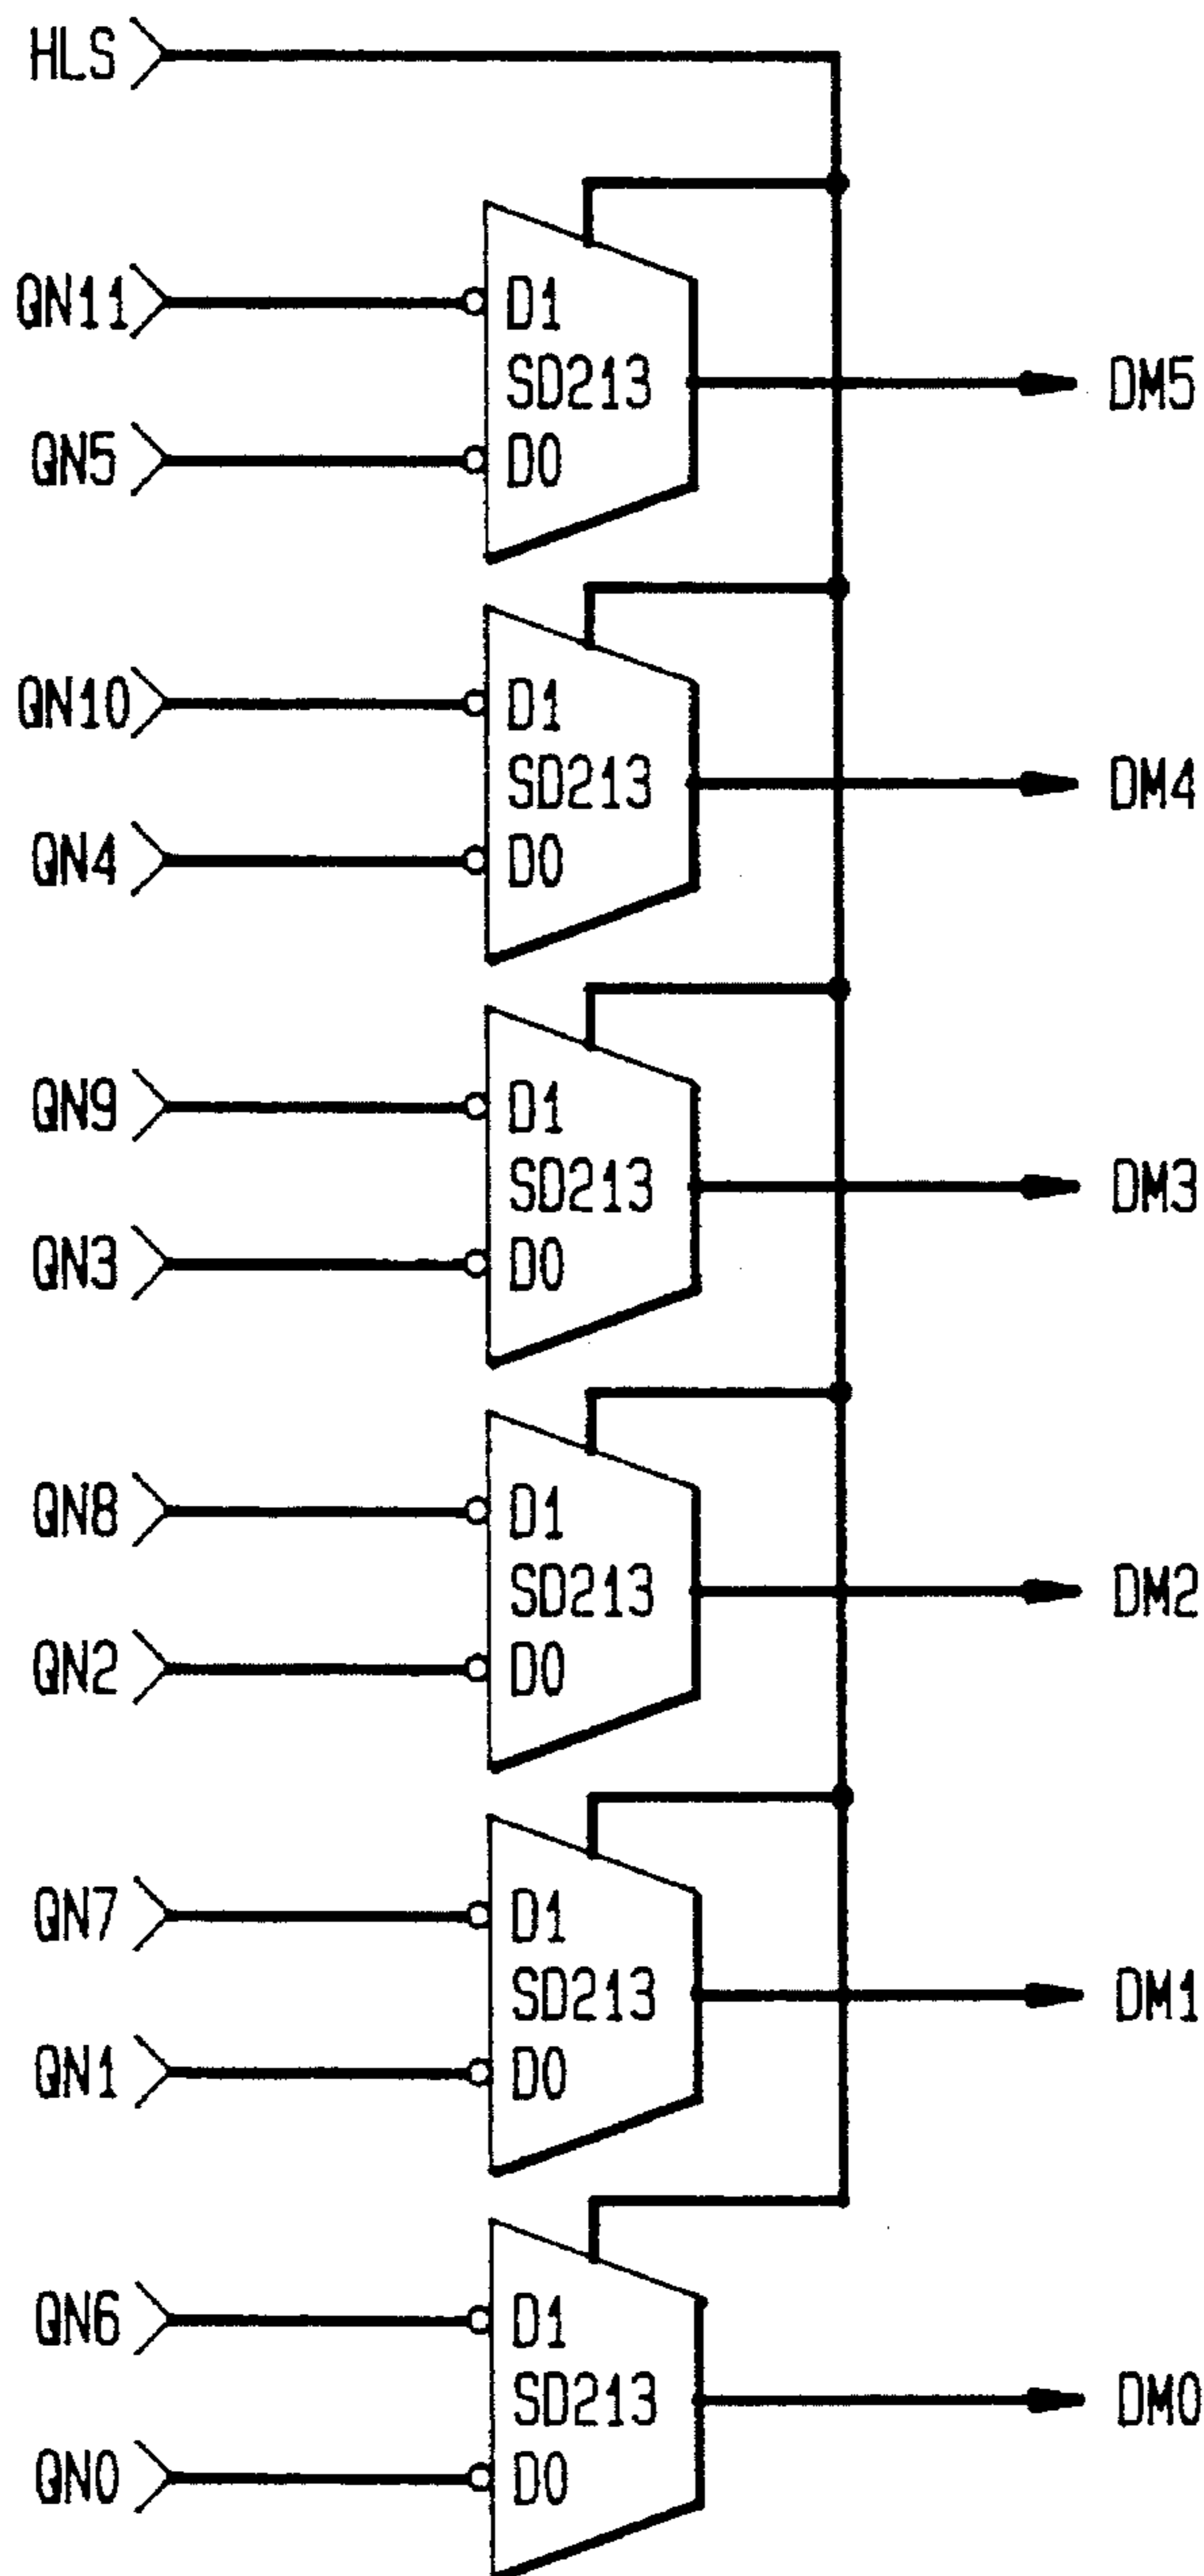 HLS
QN11
D1
SD213
DM5
QN5
D0
QN10
D1
SD213
DM4
QN4
D0
QN9
D1
SD213
DM3
QN3
D0
QN8
D1
SD213
DM2
QN2
D0
QN7
D1
SD213
DM1
QN1
D0
QN6
D1
SD213
DM0
QN0
D0